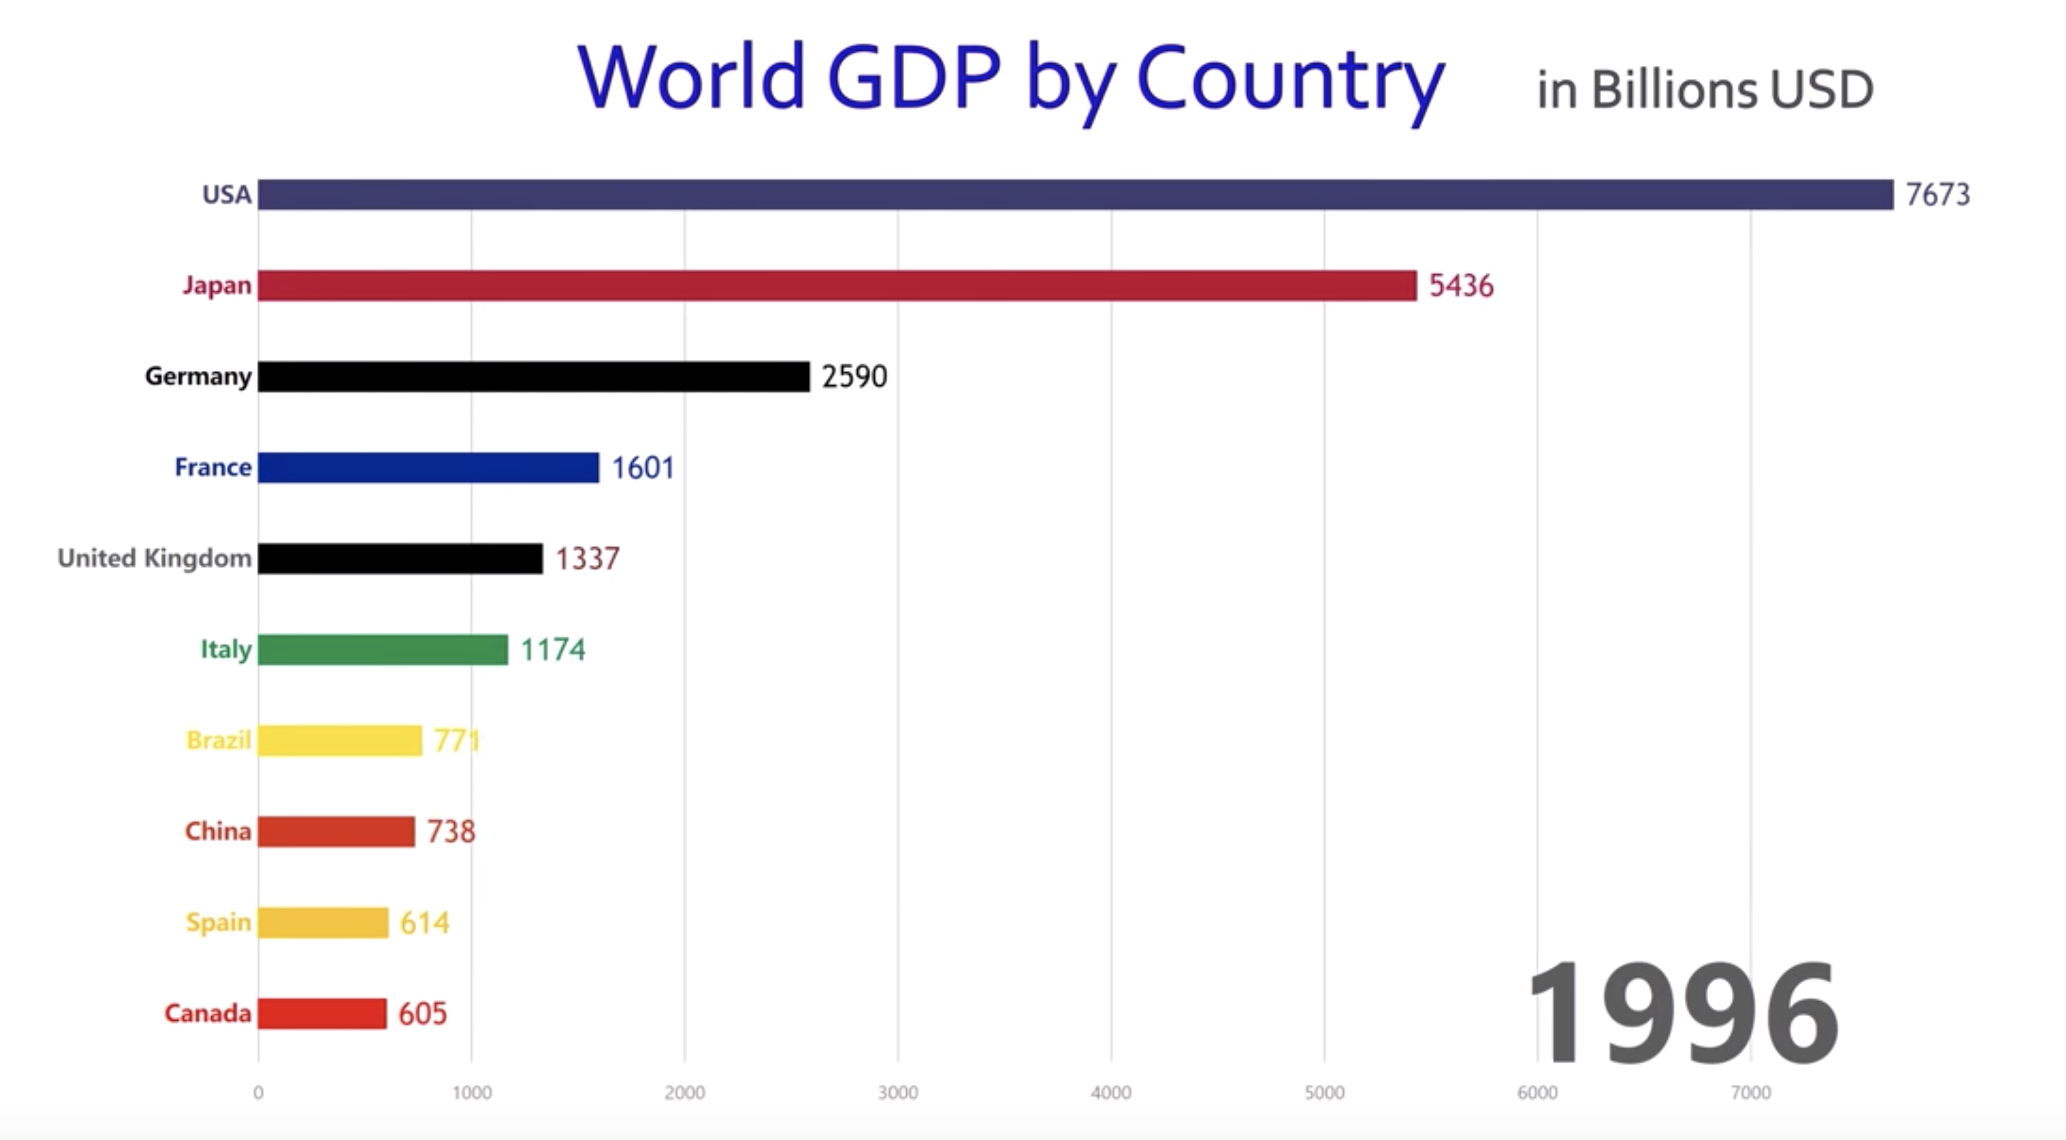 World GDP by Country in Billions USD
USA 7673
Japan 5436
Germany 2590
France 1601
United Kingdom 1337
Italy 1174
Brazil 771
China 738
Spain 614
Canada 605
1996
0 1000 2000 3000 4000 5000 6000 7000